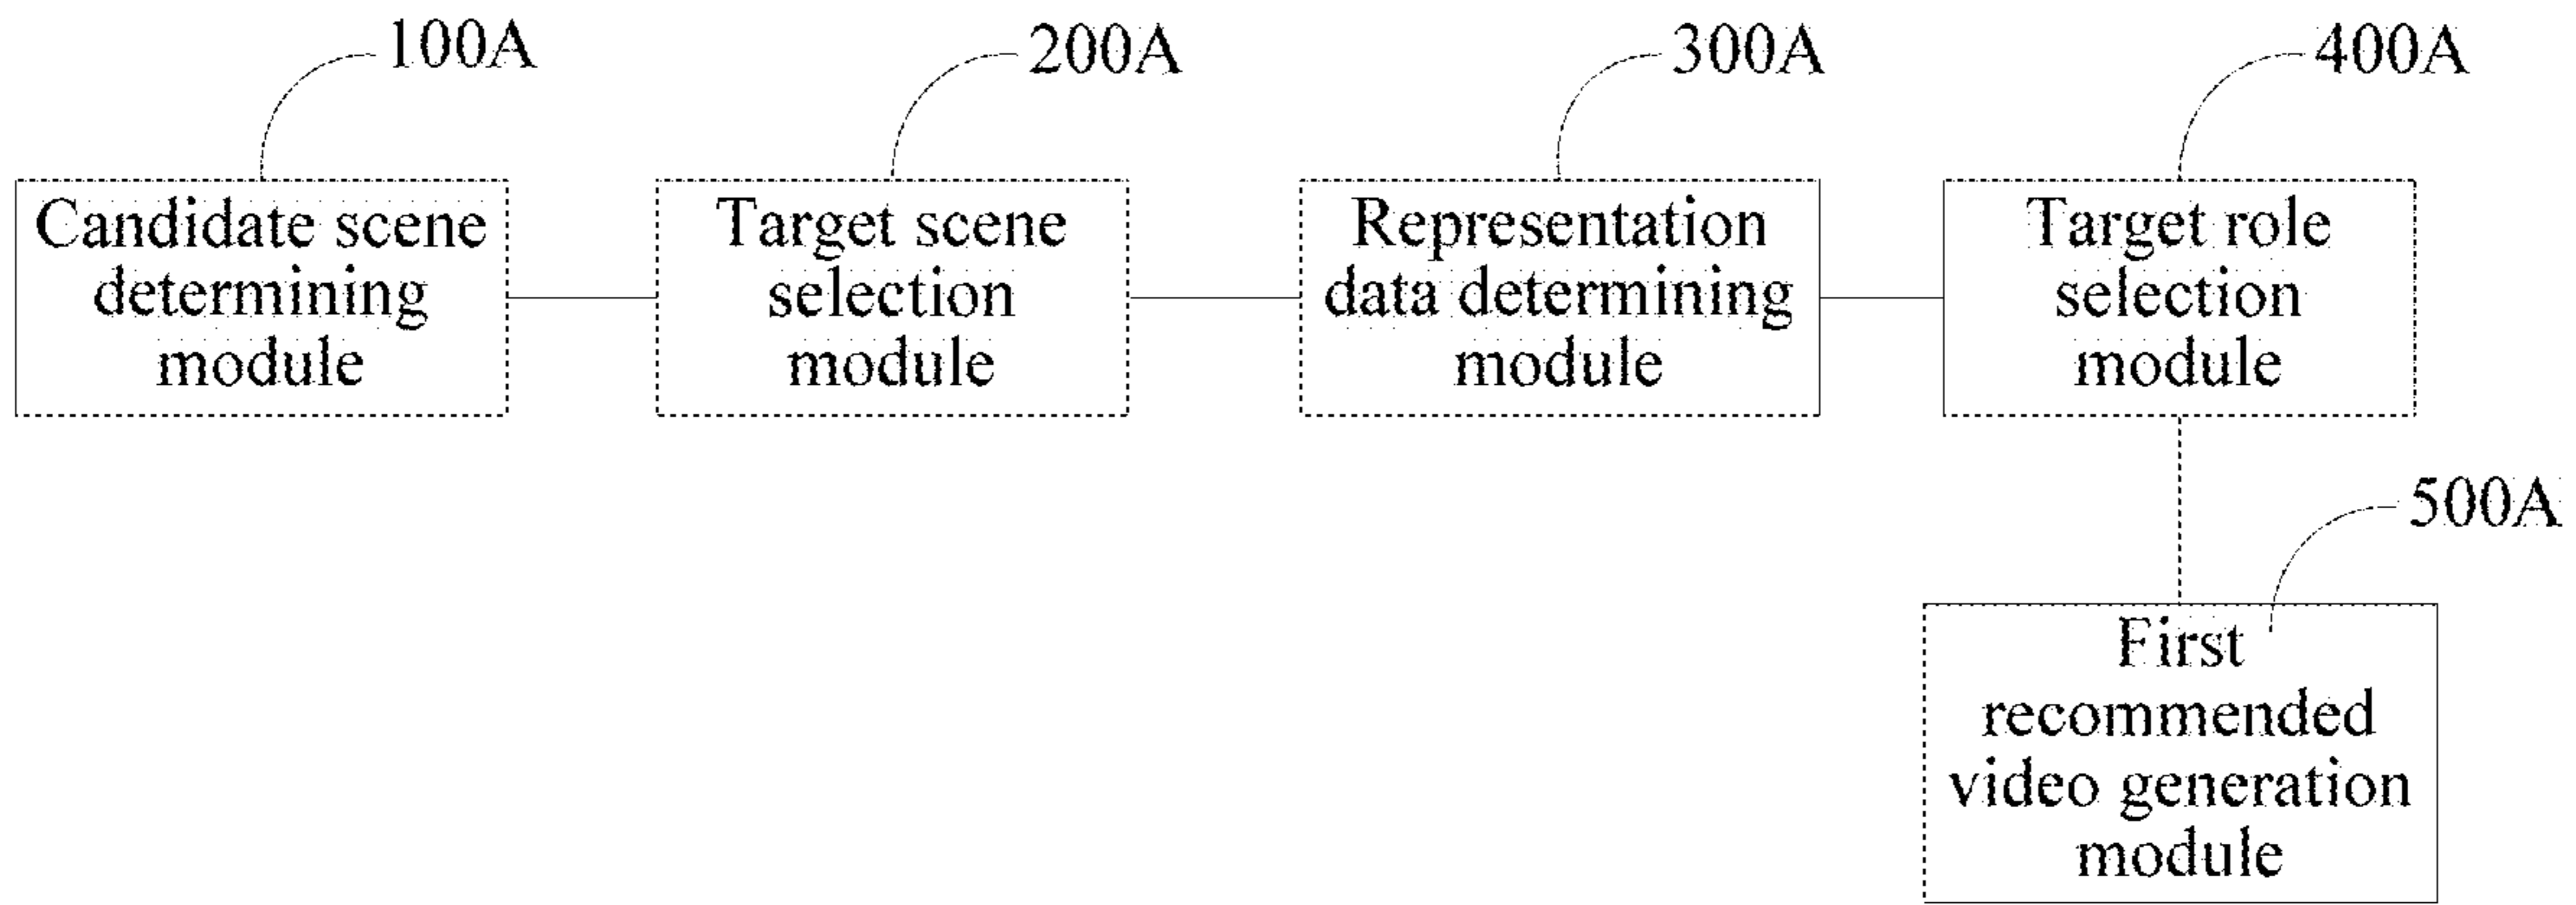 100A
200A
300A
400A
Candidate scene
determining
module
Target scene
selection
module
Representation
data determining
module
Target role
selection
module
500A
First
recommended
video generation
module